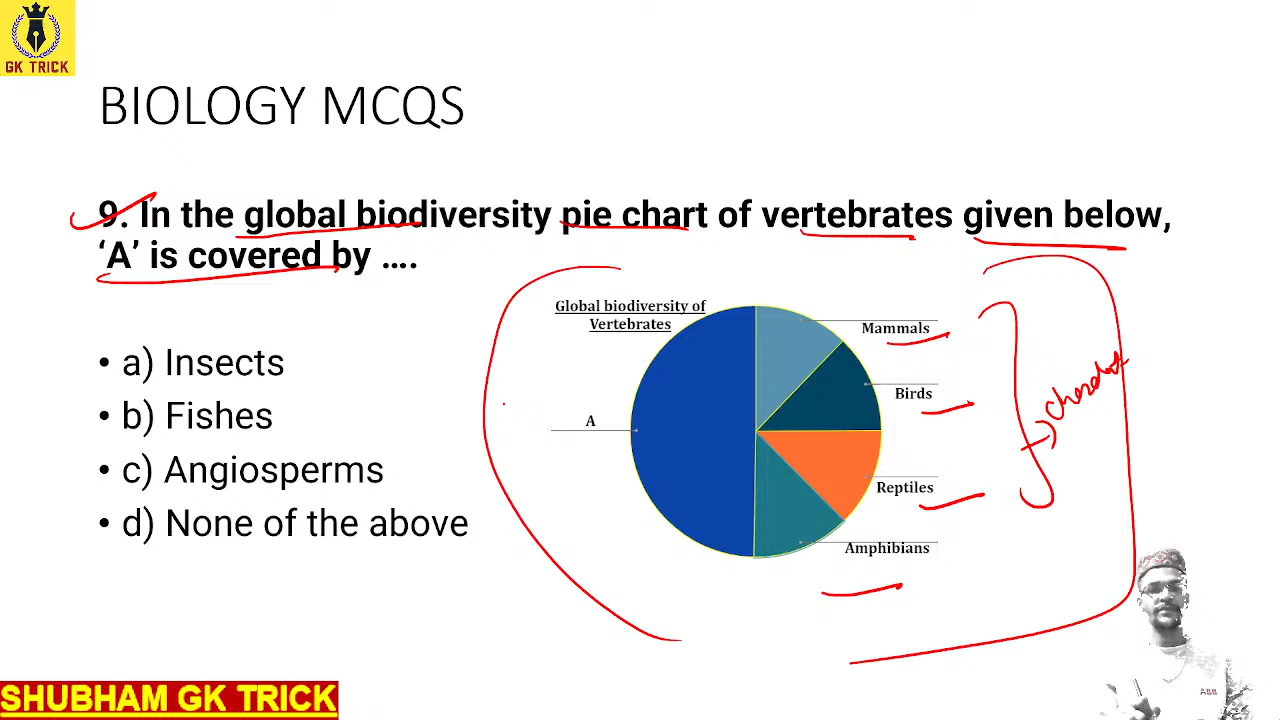 GK TRICK
BIOLOGY MCQS
9. In the global biodiversity pie chart of vertebrates given below,
‘A’ is covered by ….
• a) Insects
• b) Fishes
• c) Angiosperms
• d) None of the above
Global biodiversity of
Vertebrates
A
Mammals
Birds
Reptiles
Amphibians
ABB
SHUBHAM GK TRICK